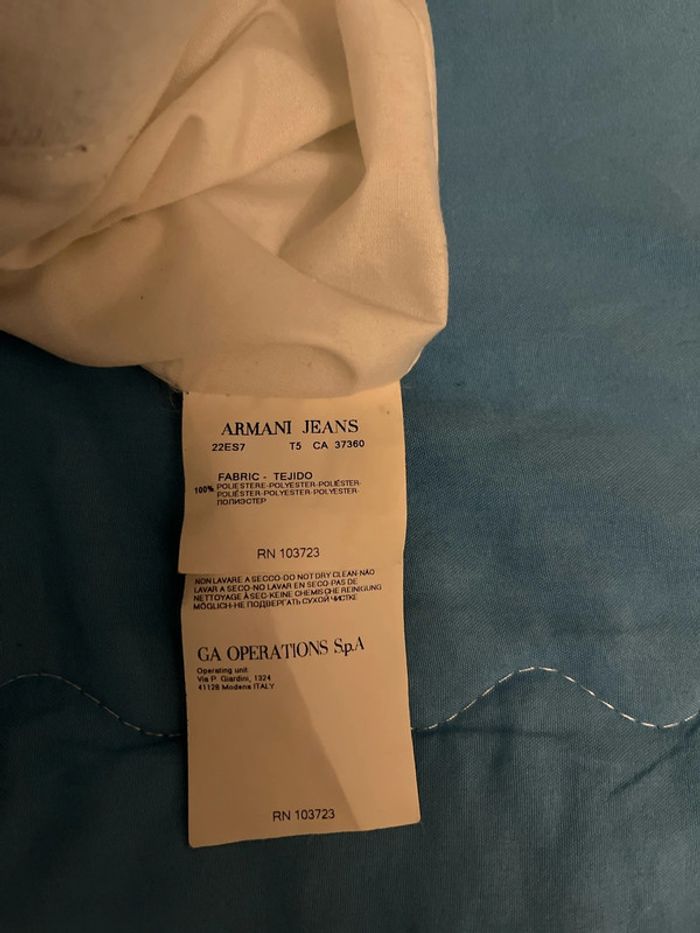 ARMANI JEANS
22ES7 T5 CA 37360
FABRIC - TEJIDO
100% POLIESTERE-POLYESTER-POLIÉSTER-
POLIÉSTER-POLYESTER-POLYESTER-
ПОЛИЭСТЕР
RN 103723
NON LAVARE A SECCO-DO NOT DRY CLEAN-NÃO
LAVAR A SECO-NO LAVAR EN SECO-PAS DE
NETTOYAGE À SEC-KEINE CHEMISCHE REINIGUNG
MÖGLICH-НЕ ПОДВЕРГАТЬ СУХОЙ ЧИСТКЕ
GA OPERATIONS S.p.A
Operating unit:
Via P. Giardini, 1324
41128 Modena ITALY
RN 103723